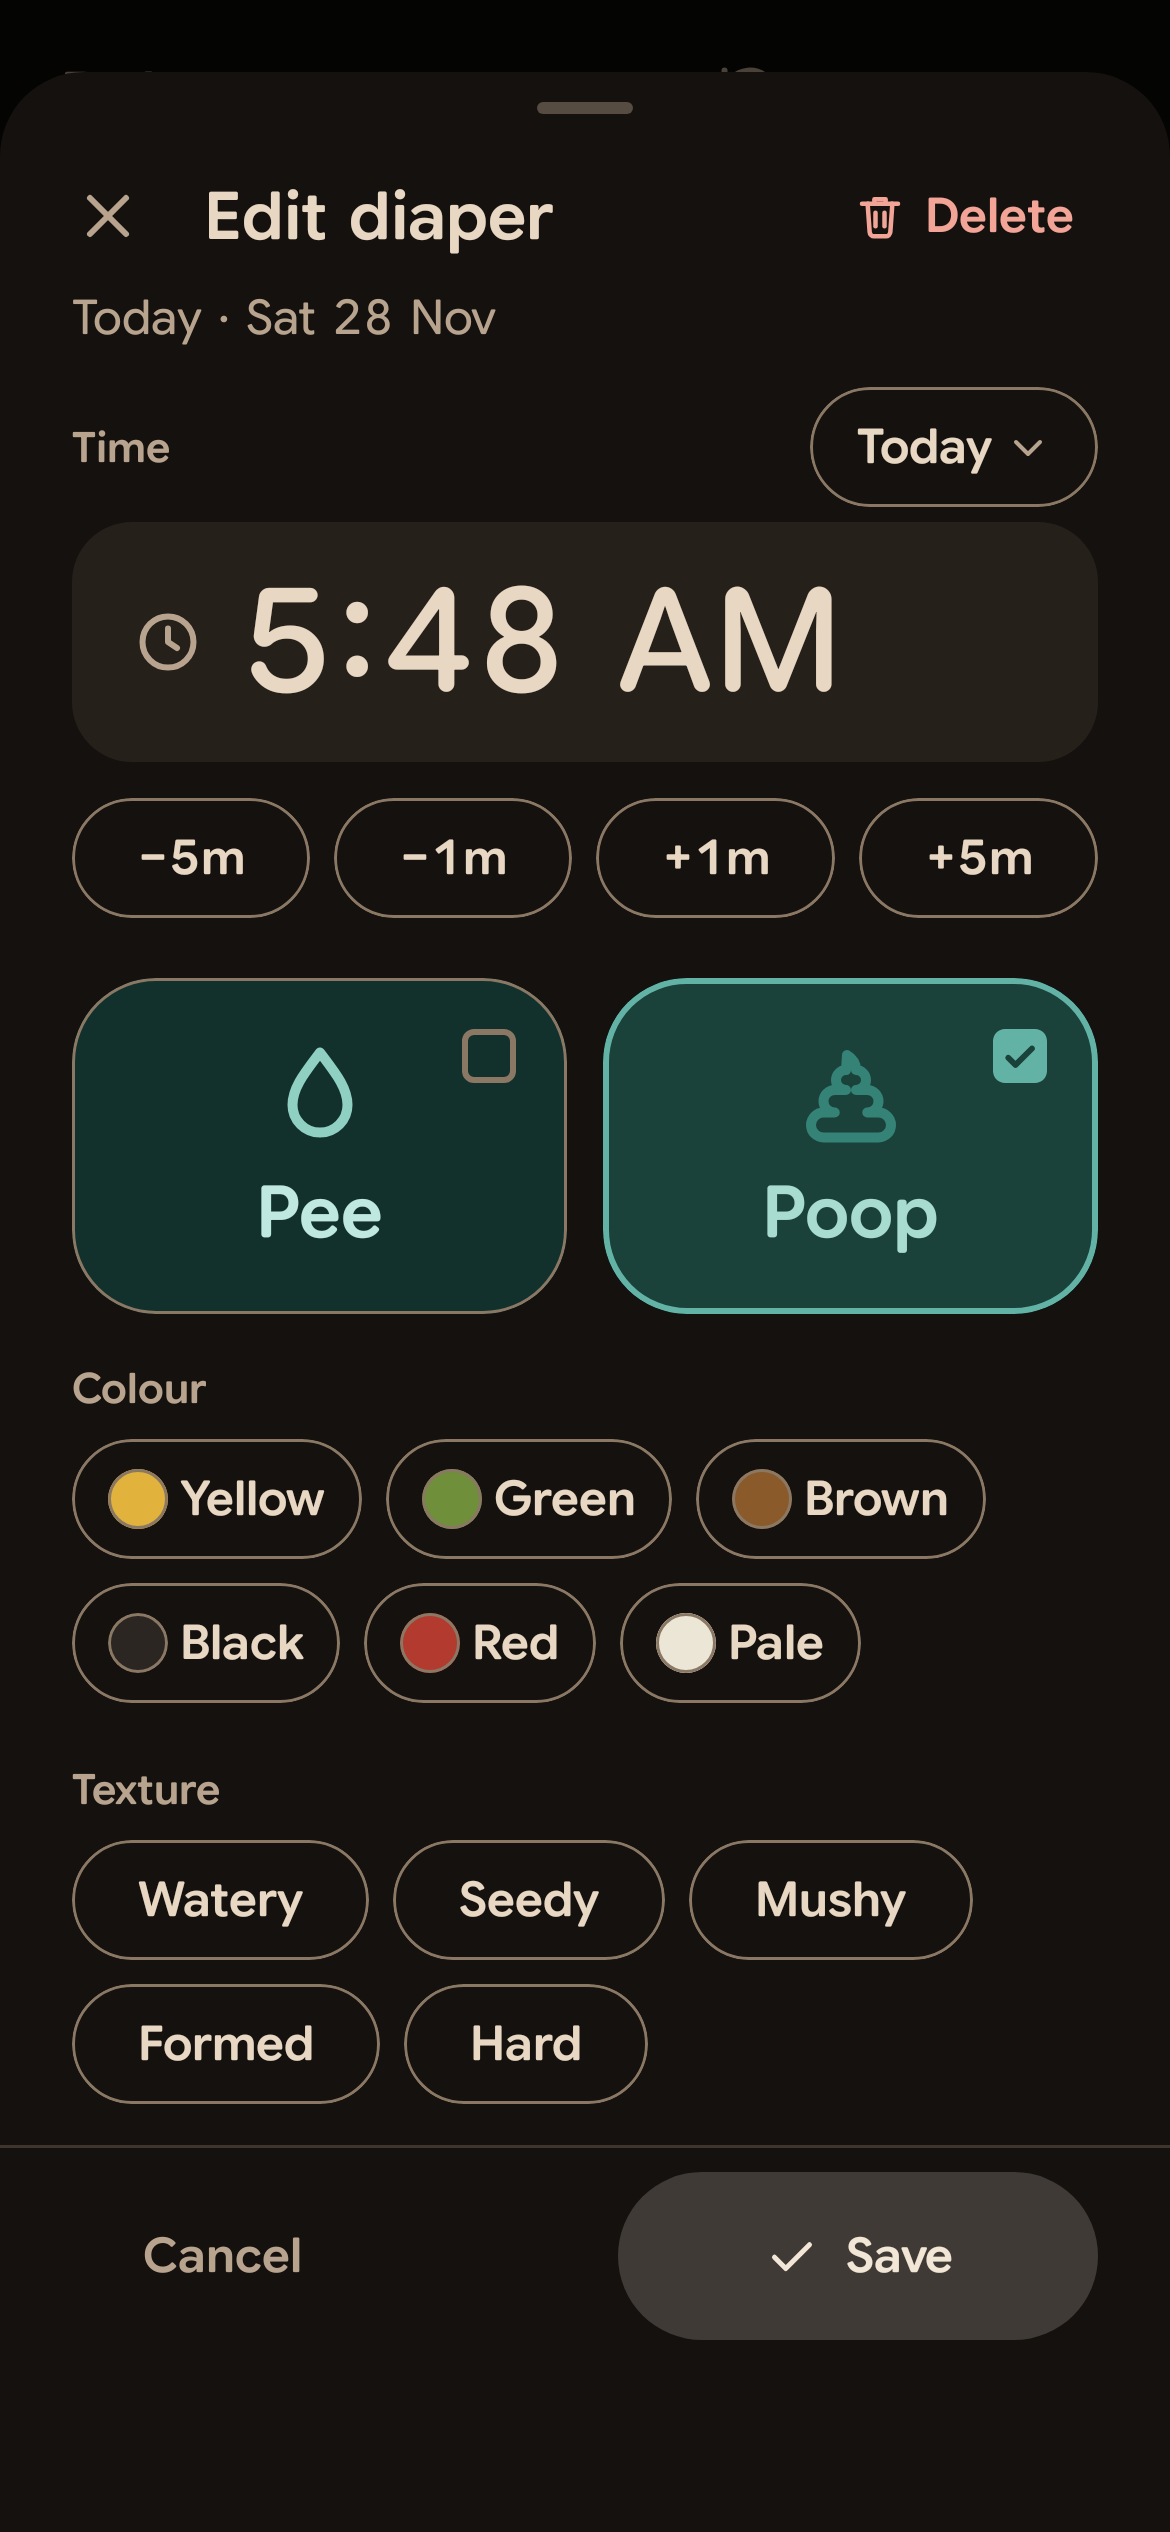 Edit diaper
Delete
Today · Sat 28 Nov
Time
Today
5:48 AM
−5m −1m +1m +5m
Pee
Poop
Colour
Yellow Green Brown
Black Red Pale
Texture
Watery Seedy Mushy
Formed Hard
Cancel
Save